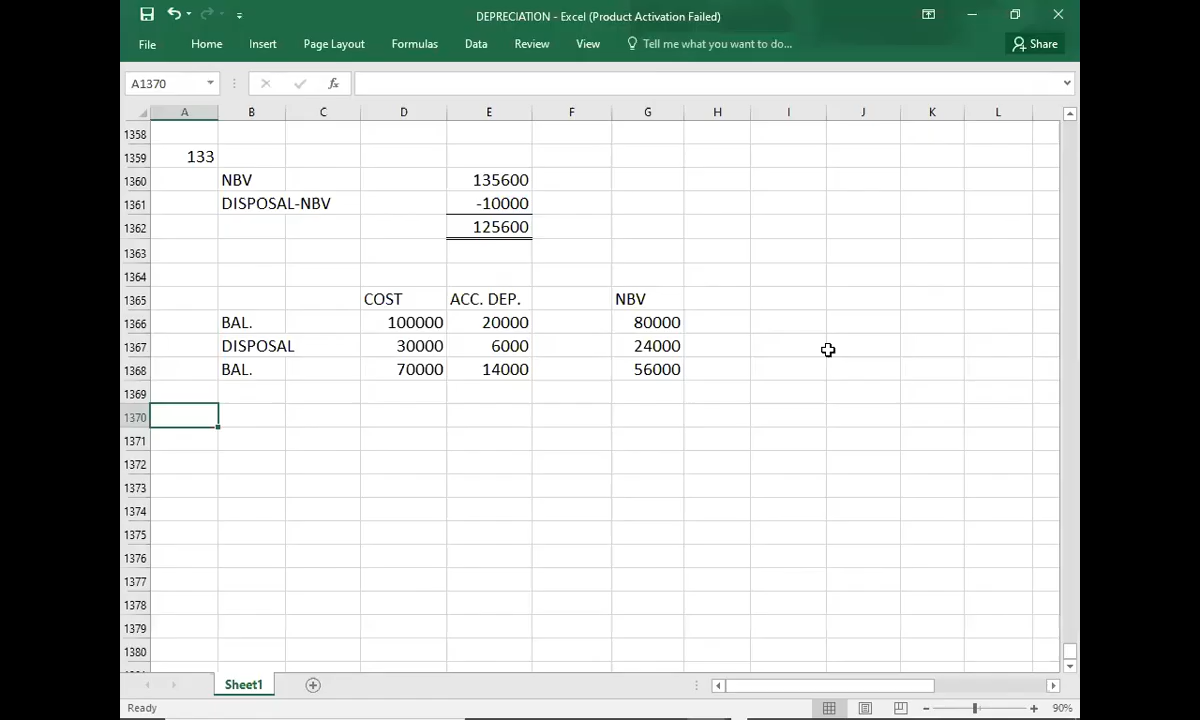 DEPRECIATION - Excel (Product Activation Failed)
File Home Insert Page Layout Formulas Data Review View Tell me what you want to do... Share
A1370 fx
A B C D E F G H I J K L
1358
1359 133
1360 NBV 135600
1361 DISPOSAL-NBV -10000
1362 125600
1363
1364
1365 COST ACC. DEP. NBV
1366 BAL. 100000 20000 80000
1367 DISPOSAL 30000 6000 24000
1368 BAL. 70000 14000 56000
1369
1370
1371
1372
1373
1374
1375
1376
1377
1378
1379
1380
Sheet1
Ready 90%